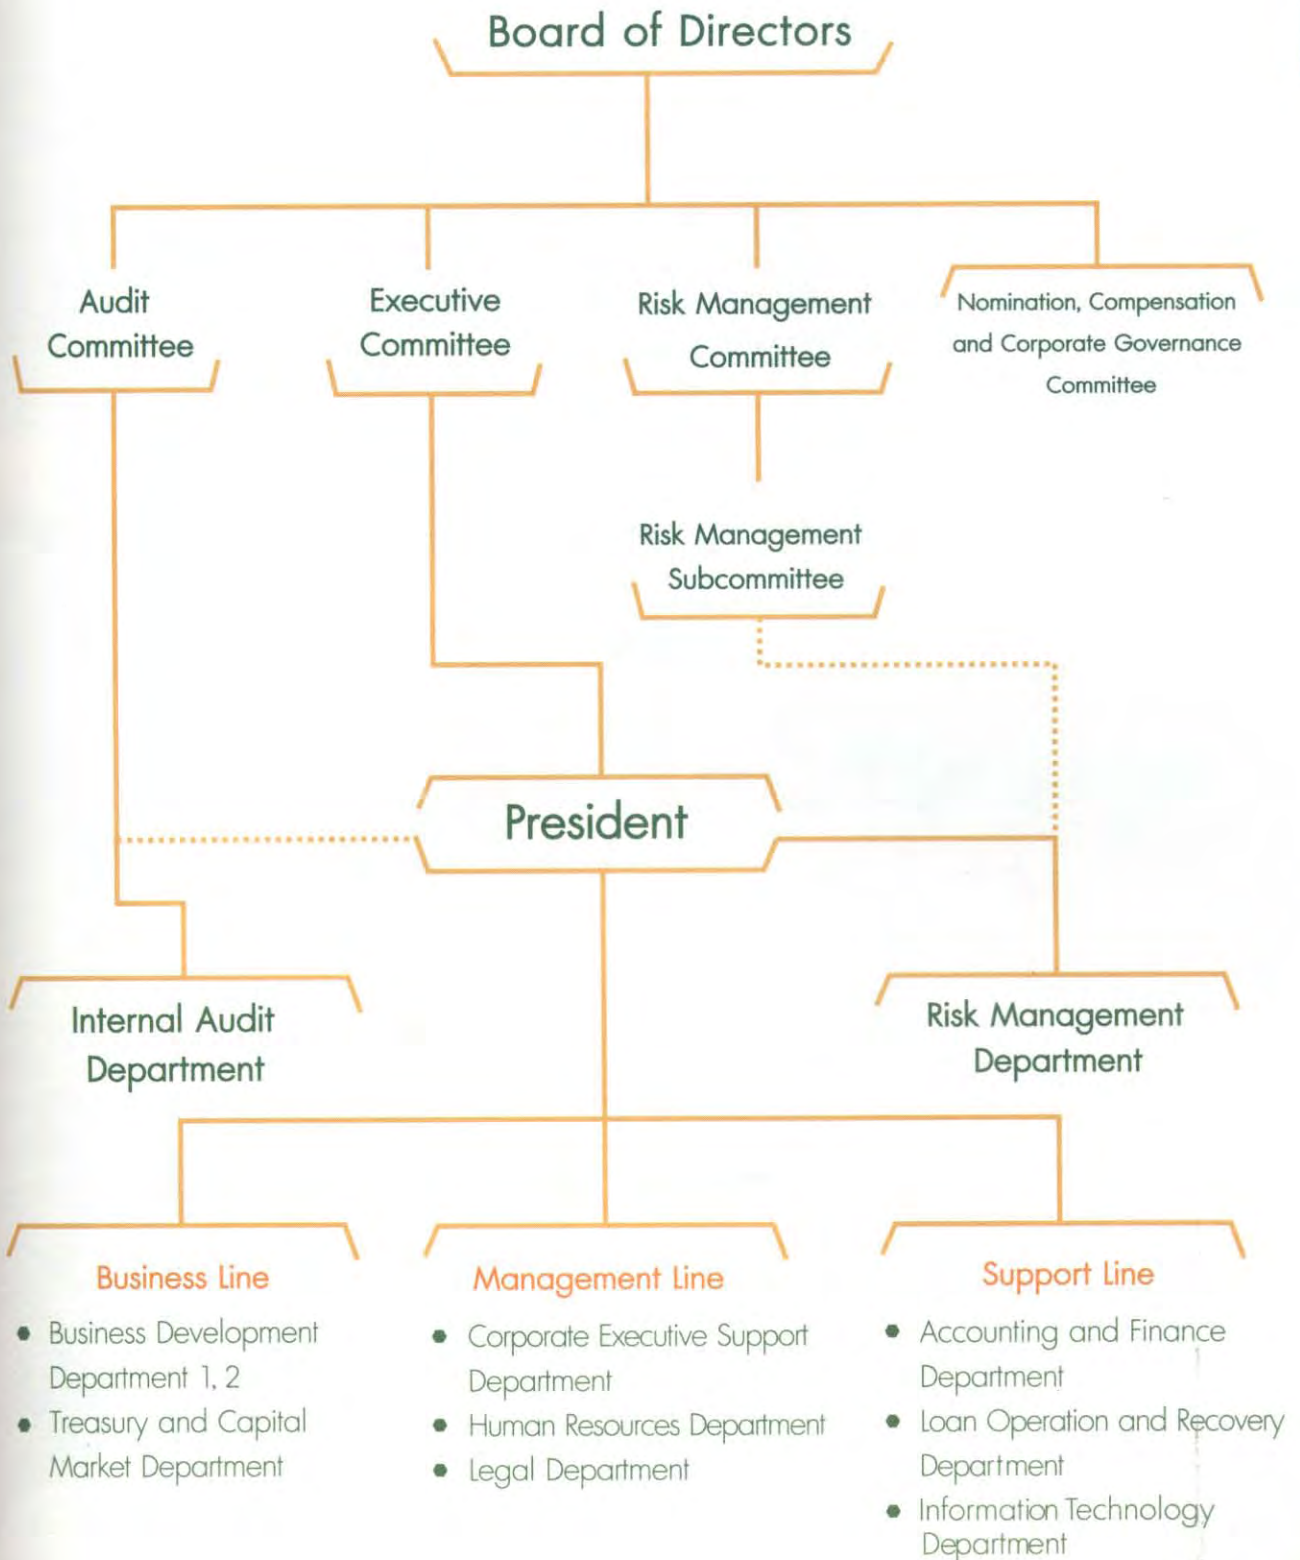 Board of Directors
Audit
Committee
Executive
Committee
Risk Management
Committee
Nomination, Compensation
and Corporate Governance
Committee
Risk Management
Subcommittee
President
Internal Audit
Department
Risk Management
Department
Business Line
Business Development
Department 1, 2
Treasury and Capital
Market Department
Management Line
Corporate Executive Support
Department
Human Resources Department
Legal Department
Support Line
Accounting and Finance
Department
Loan Operation and Recovery
Department
Information Technology
Department